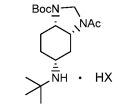 BocN
NAc
NH • HX